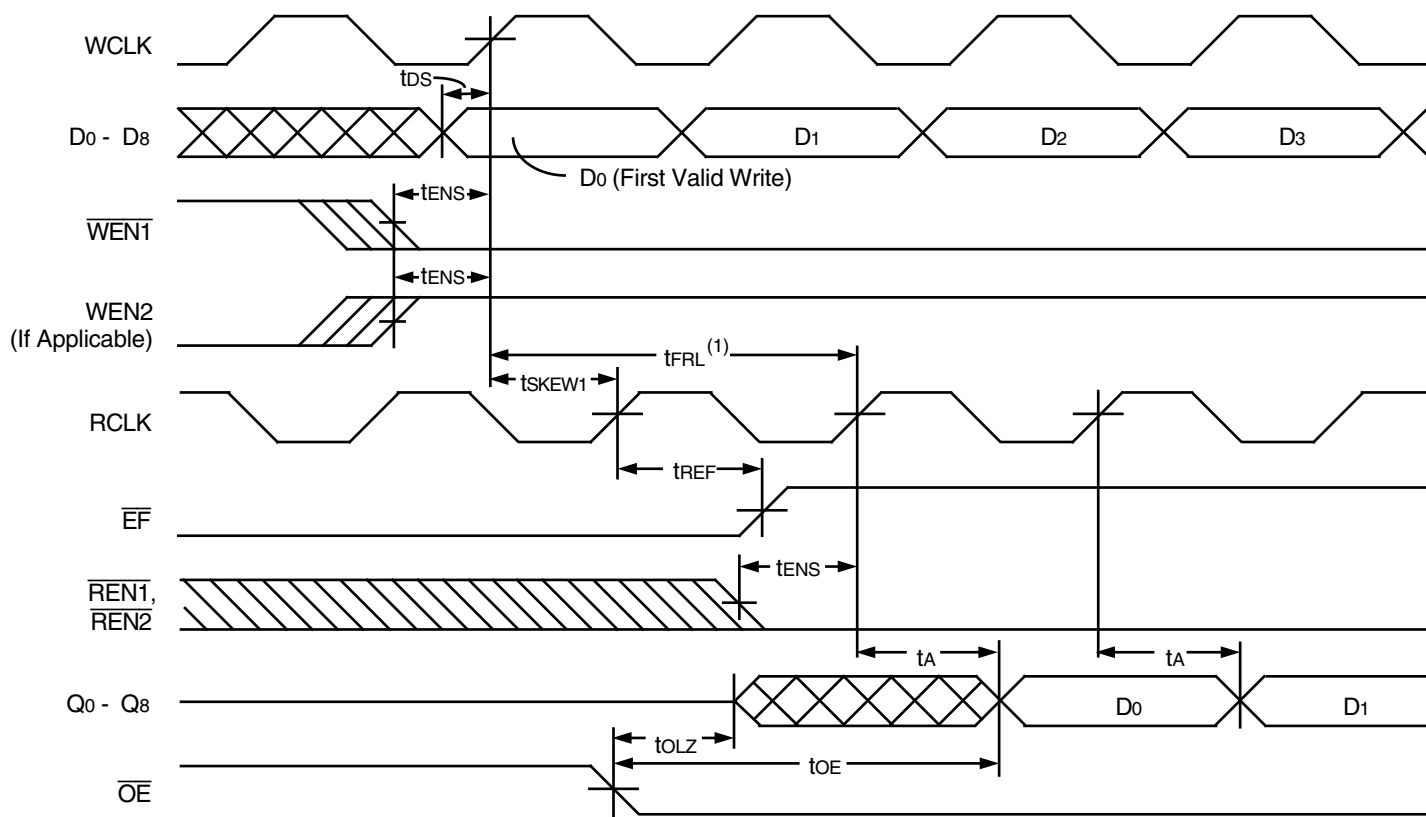 WCLK
tDS
D0 - D8
D1
D2
D3
D0 (First Valid Write)
tENS
WEN1
tENS
WEN2
(If Applicable)
tFRL(1)
tSKEW1
RCLK
tREF
EF
tENS
REN1,
REN2
tA
tA
Q0 - Q8
D0
D1
tOLZ
tOE
OE